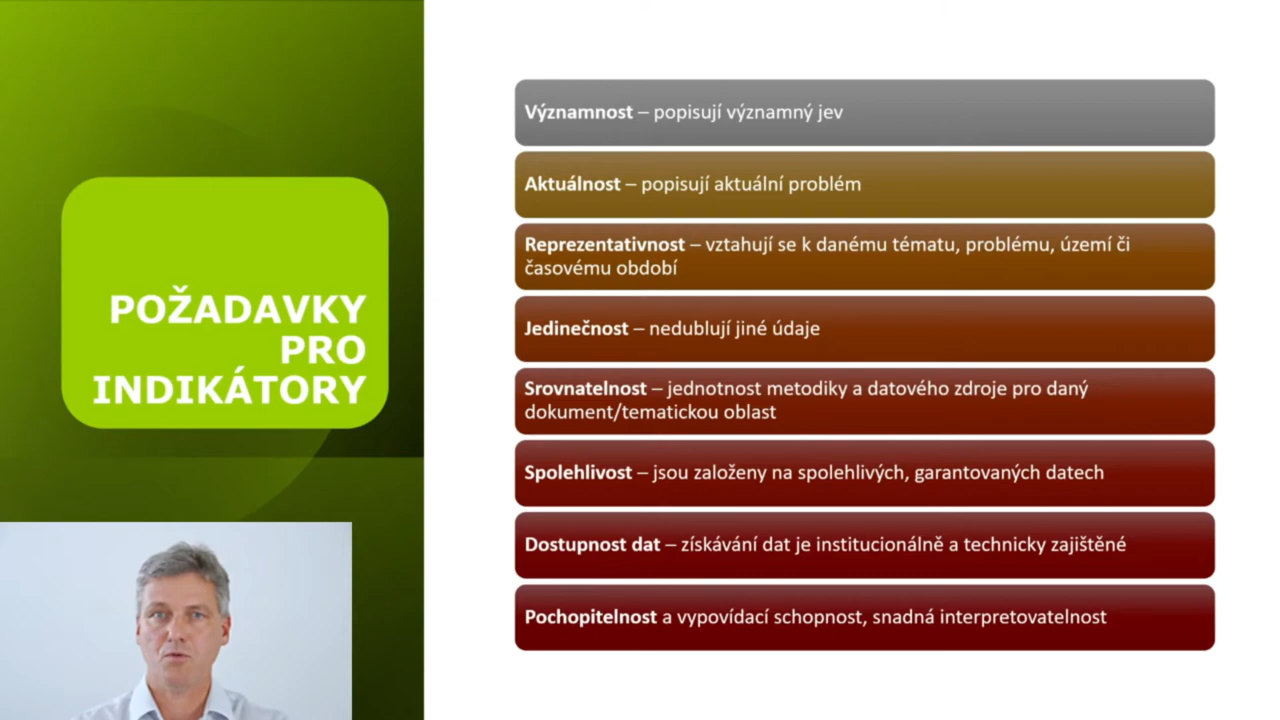 POŽADAVKY
PRO
INDIKÁTORY
Významnost – popisují významný jev
Aktuálnost – popisují aktuální problém
Reprezentativnost – vztahují se k danému tématu, problému, území či
časovému období
Jedinečnost – nedublují jiné údaje
Srovnatelnost – jednotnost metodiky a datového zdroje pro daný
dokument/tematickou oblast
Spolehlivost – jsou založeny na spolehlivých, garantovaných datech
Dostupnost dat – získávání dat je institucionálně a technicky zajištěné
Pochopitelnost a vypovídací schopnost, snadná interpretovatelnost